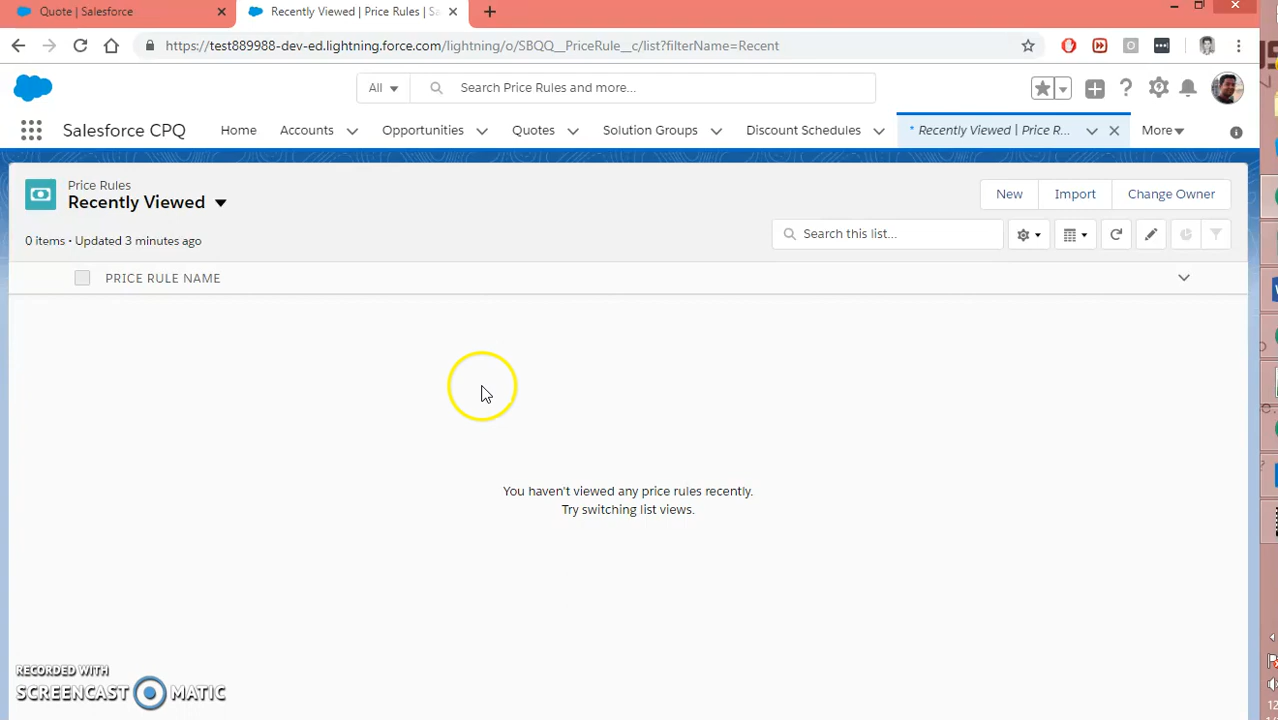 Quote | Salesforce
Recently Viewed | Price Rules | S
https://test889988-dev-ed.lightning.force.com/lightning/o/SBQQ__PriceRule__c/list?filterName=Recent
All
Search Price Rules and more...
Salesforce CPQ
Home
Accounts
Opportunities
Quotes
Solution Groups
Discount Schedules
* Recently Viewed | Price R...
More
Price Rules
Recently Viewed
New
Import
Change Owner
0 items • Updated 3 minutes ago
Search this list...
PRICE RULE NAME
You haven't viewed any price rules recently.
Try switching list views.
RECORDED WITH
SCREENCAST MATIC